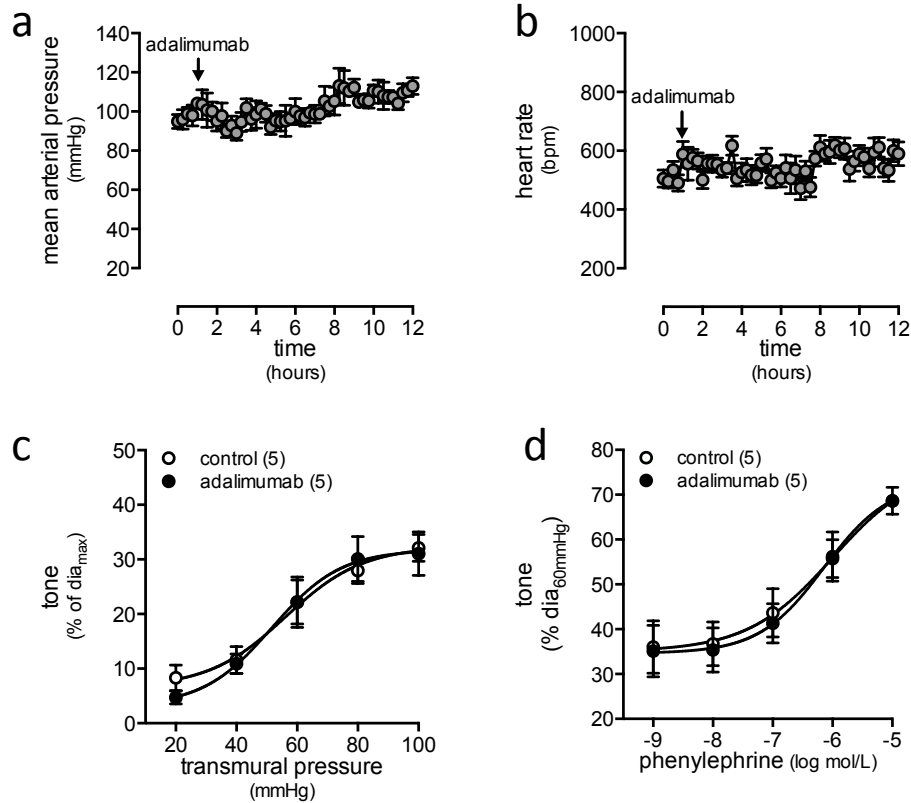 a
adalimumab
mean arterial pressure
(mmHg)
140
120
100
80
60
40
20
0 2 4 6 8 10 12
time
(hours)
b
adalimumab
heart rate
(bpm)
1000
800
600
400
200
0 2 4 6 8 10 12
time
(hours)
c
control (5)
adalimumab (5)
tone
(% of dia max)
50
40
30
20
10
0
20 40 60 80 100
transmural pressure
(mmHg)
d
control (5)
adalimumab (5)
tone
(% dia 60mmHg)
80
70
60
50
40
30
20
-9 -8 -7 -6 -5
phenylephrine (log mol/L)